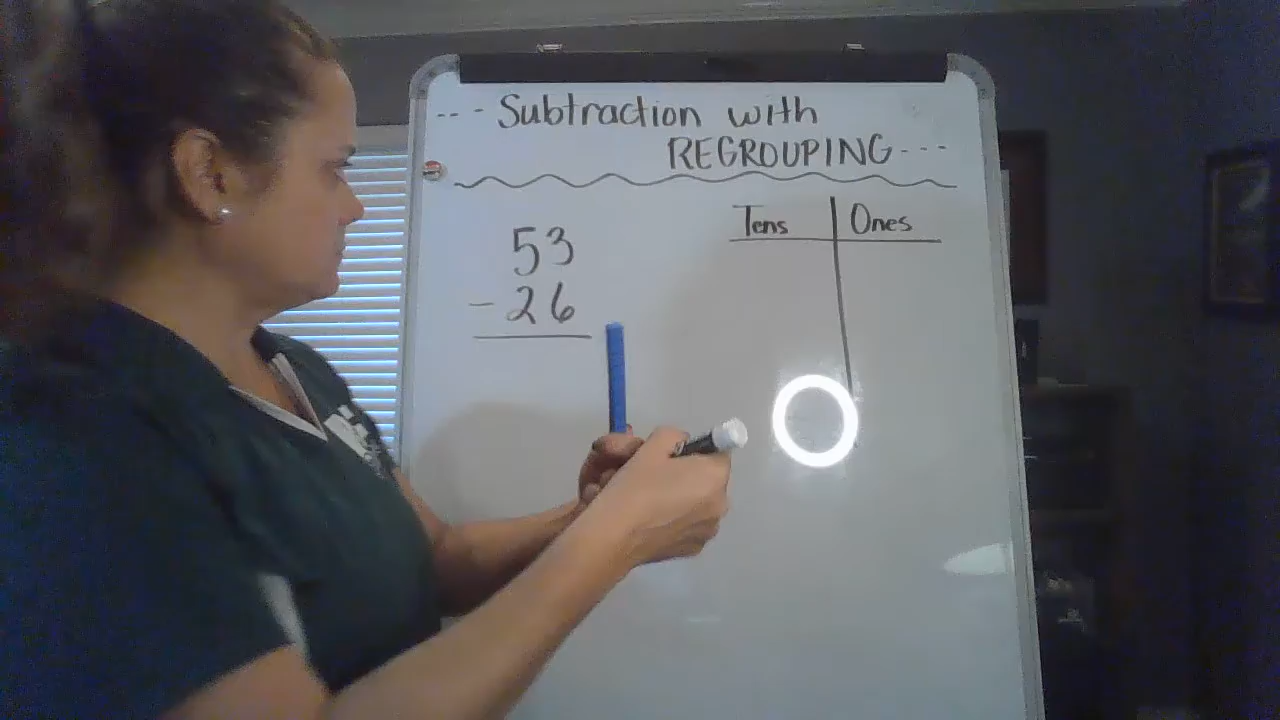 --- Subtraction with
REGROUPING---
53
- 26
Tens Ones